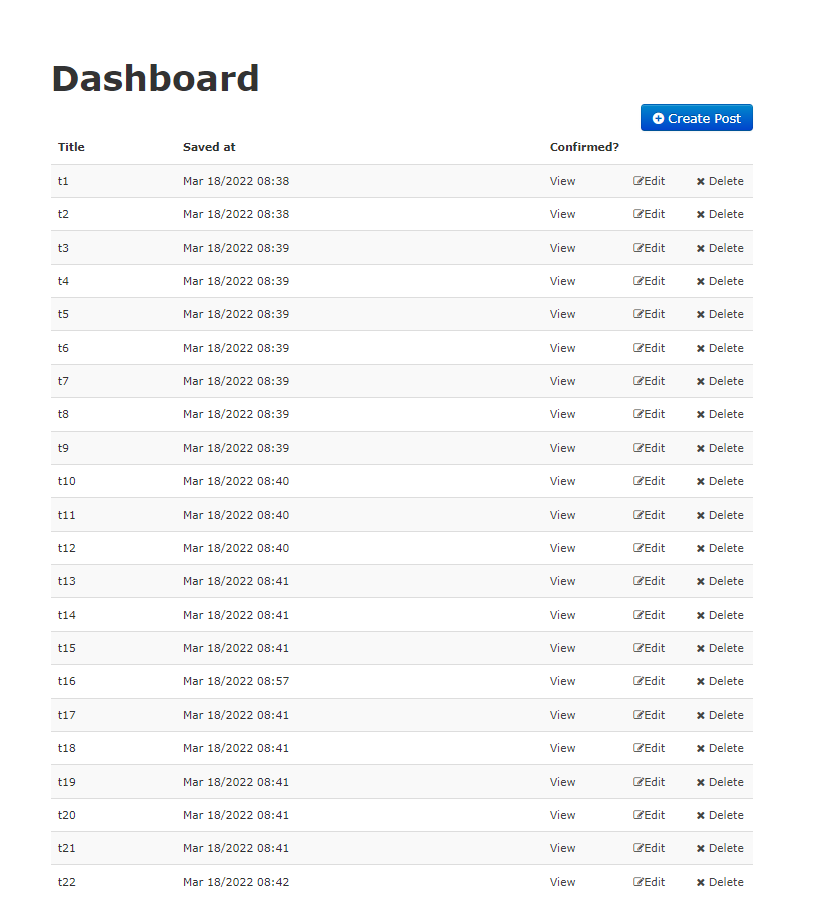 Dashboard
Create Post
Title Saved at Confirmed?
t1 Mar 18/2022 08:38 View Edit Delete
t2 Mar 18/2022 08:38 View Edit Delete
t3 Mar 18/2022 08:39 View Edit Delete
t4 Mar 18/2022 08:39 View Edit Delete
t5 Mar 18/2022 08:39 View Edit Delete
t6 Mar 18/2022 08:39 View Edit Delete
t7 Mar 18/2022 08:39 View Edit Delete
t8 Mar 18/2022 08:39 View Edit Delete
t9 Mar 18/2022 08:39 View Edit Delete
t10 Mar 18/2022 08:40 View Edit Delete
t11 Mar 18/2022 08:40 View Edit Delete
t12 Mar 18/2022 08:40 View Edit Delete
t13 Mar 18/2022 08:41 View Edit Delete
t14 Mar 18/2022 08:41 View Edit Delete
t15 Mar 18/2022 08:41 View Edit Delete
t16 Mar 18/2022 08:57 View Edit Delete
t17 Mar 18/2022 08:41 View Edit Delete
t18 Mar 18/2022 08:41 View Edit Delete
t19 Mar 18/2022 08:41 View Edit Delete
t20 Mar 18/2022 08:41 View Edit Delete
t21 Mar 18/2022 08:41 View Edit Delete
t22 Mar 18/2022 08:42 View Edit Delete